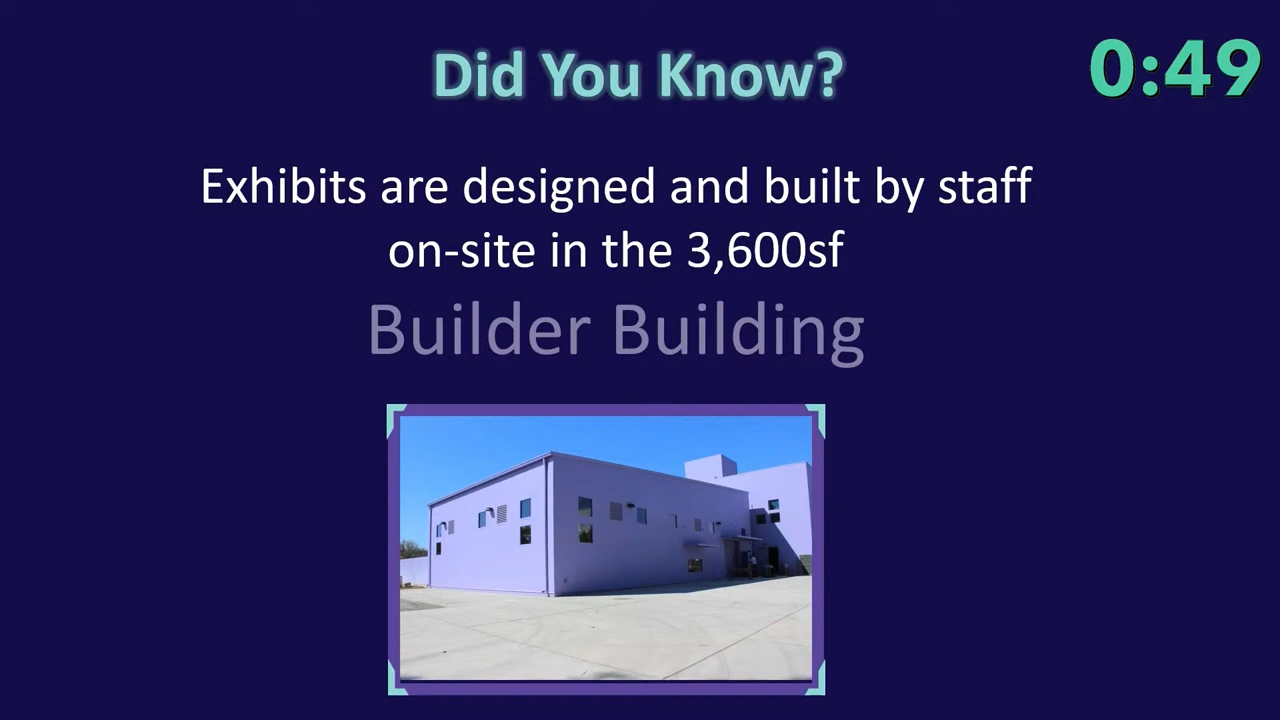 Did You Know?
0:49
Exhibits are designed and built by staff
on-site in the 3,600sf
Builder Building